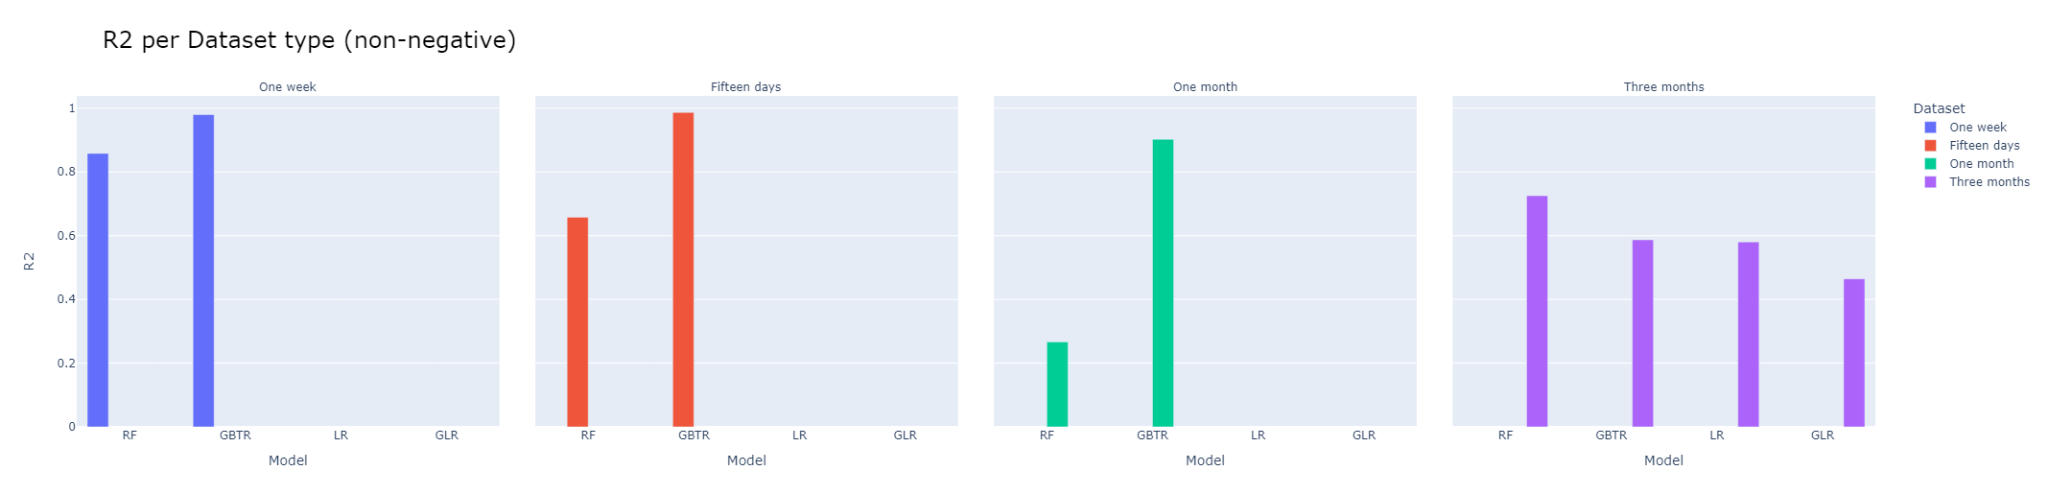 R2 per Dataset type (non-negative)
One week
Fifteen days
One month
Three months
R2
1
0.8
0.6
0.4
0.2
0
RF GBTR LR GLR
RF GBTR LR GLR
RF GBTR LR GLR
RF GBTR LR GLR
Model
Model
Model
Model
Dataset
One week
Fifteen days
One month
Three months